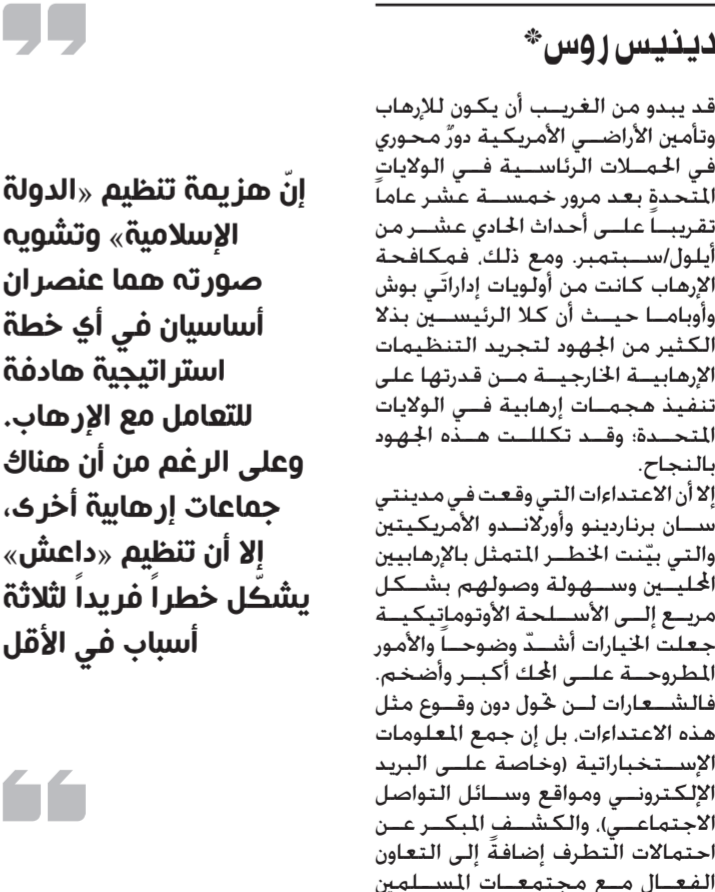 دينيس روس*
قد يبدو من الغريب أن يكون للإرهاب
وتأمين الأراضي الأمريكية دورٌ محوري
في الحملات الرئاسية في الولايات
المتحدة بعد مرور خمسة عشر عاماً
تقريباً على أحداث الحادي عشر من
أيلول/سبتمبر. ومع ذلك، فمكافحة
الإرهاب كانت من أولويات إداراتَي بوش
وأوباما حيث أن كلا الرئيسين بذلا
الكثير من الجهود لتجريد التنظيمات
الإرهابية الخارجية من قدرتها على
تنفيذ هجمات إرهابية في الولايات
المتحدة؛ وقد تكللت هذه الجهود
بالنجاح.
إلا أن الاعتداءات التي وقعت في مدينتي
سان برناردينو وأورلاندو الأمريكيتين
والتي بيّنت الخطر المتمثل بالإرهابيين
المحليين وسهولة وصولهم بشكل
مريع إلى الأسلحة الأوتوماتيكية
جعلت الخيارات أشدّ وضوحاً والأمور
المطروحة على المحك أكبر وأضخم.
فالشعارات لن تحول دون وقوع مثل
هذه الاعتداءات، بل إن جمع المعلومات
الإستخباراتية (وخاصة على البريد
الإلكتروني ومواقع وسائل التواصل
الاجتماعي)، والكشف المبكر عن
احتمالات التطرف إضافةً إلى التعاون
الفعال مع مجتمعات المسلمين
إنّ هزيمة تنظيم «الدولة
الإسلامية» وتشويه
صورته هما عنصران
أساسيان في أي خطة
استراتيجية هادفة
للتعامل مع الإرهاب.
وعلى الرغم من أن هناك
جماعات إرهابية أخرى،
إلا أن تنظيم «داعش»
يشكّل خطراً فريداً لثلاثة
أسباب في الأقل